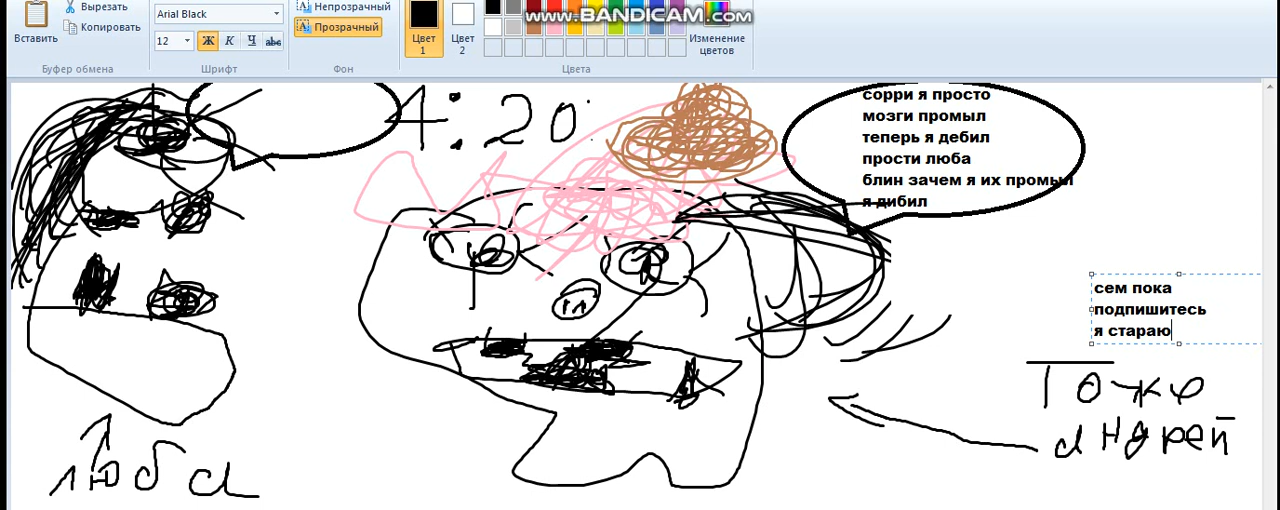 www.BANDICAM.com
Вырезать
Копировать
Вставить
Буфер обмена
Arial Black
12
Ж К Ч abc
Шрифт
Непрозрачный
Прозрачный
Фон
Цвет 1
Цвет 2
Изменение цветов
Цвета
4:20
сорри я просто
мозги промыл
теперь я дебил
прости люба
блин зачем я их промыл
я дибил
сем пока
подпишитесь
я стараю
Тоже
андрей
люба